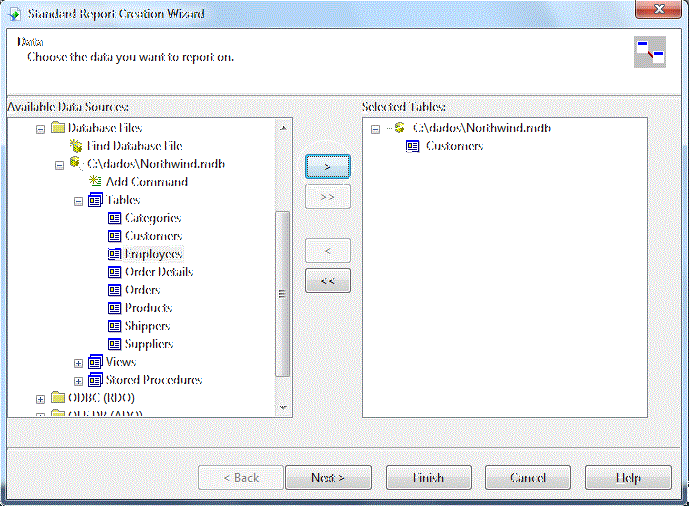 Standard Report Creation Wizard
Data
Choose the data you want to report on.
Available Data Sources:
Database Files
Find Database File
C:\dados\Northwind.mdb
Add Command
Tables
Categories
Customers
Employees
Order Details
Orders
Products
Shippers
Suppliers
Views
Stored Procedures
ODBC (RDO)
OLE DB (ADO)
>
>>
<
<<
Selected Tables:
C:\dados\Northwind.mdb
Customers
< Back
Next >
Finish
Cancel
Help